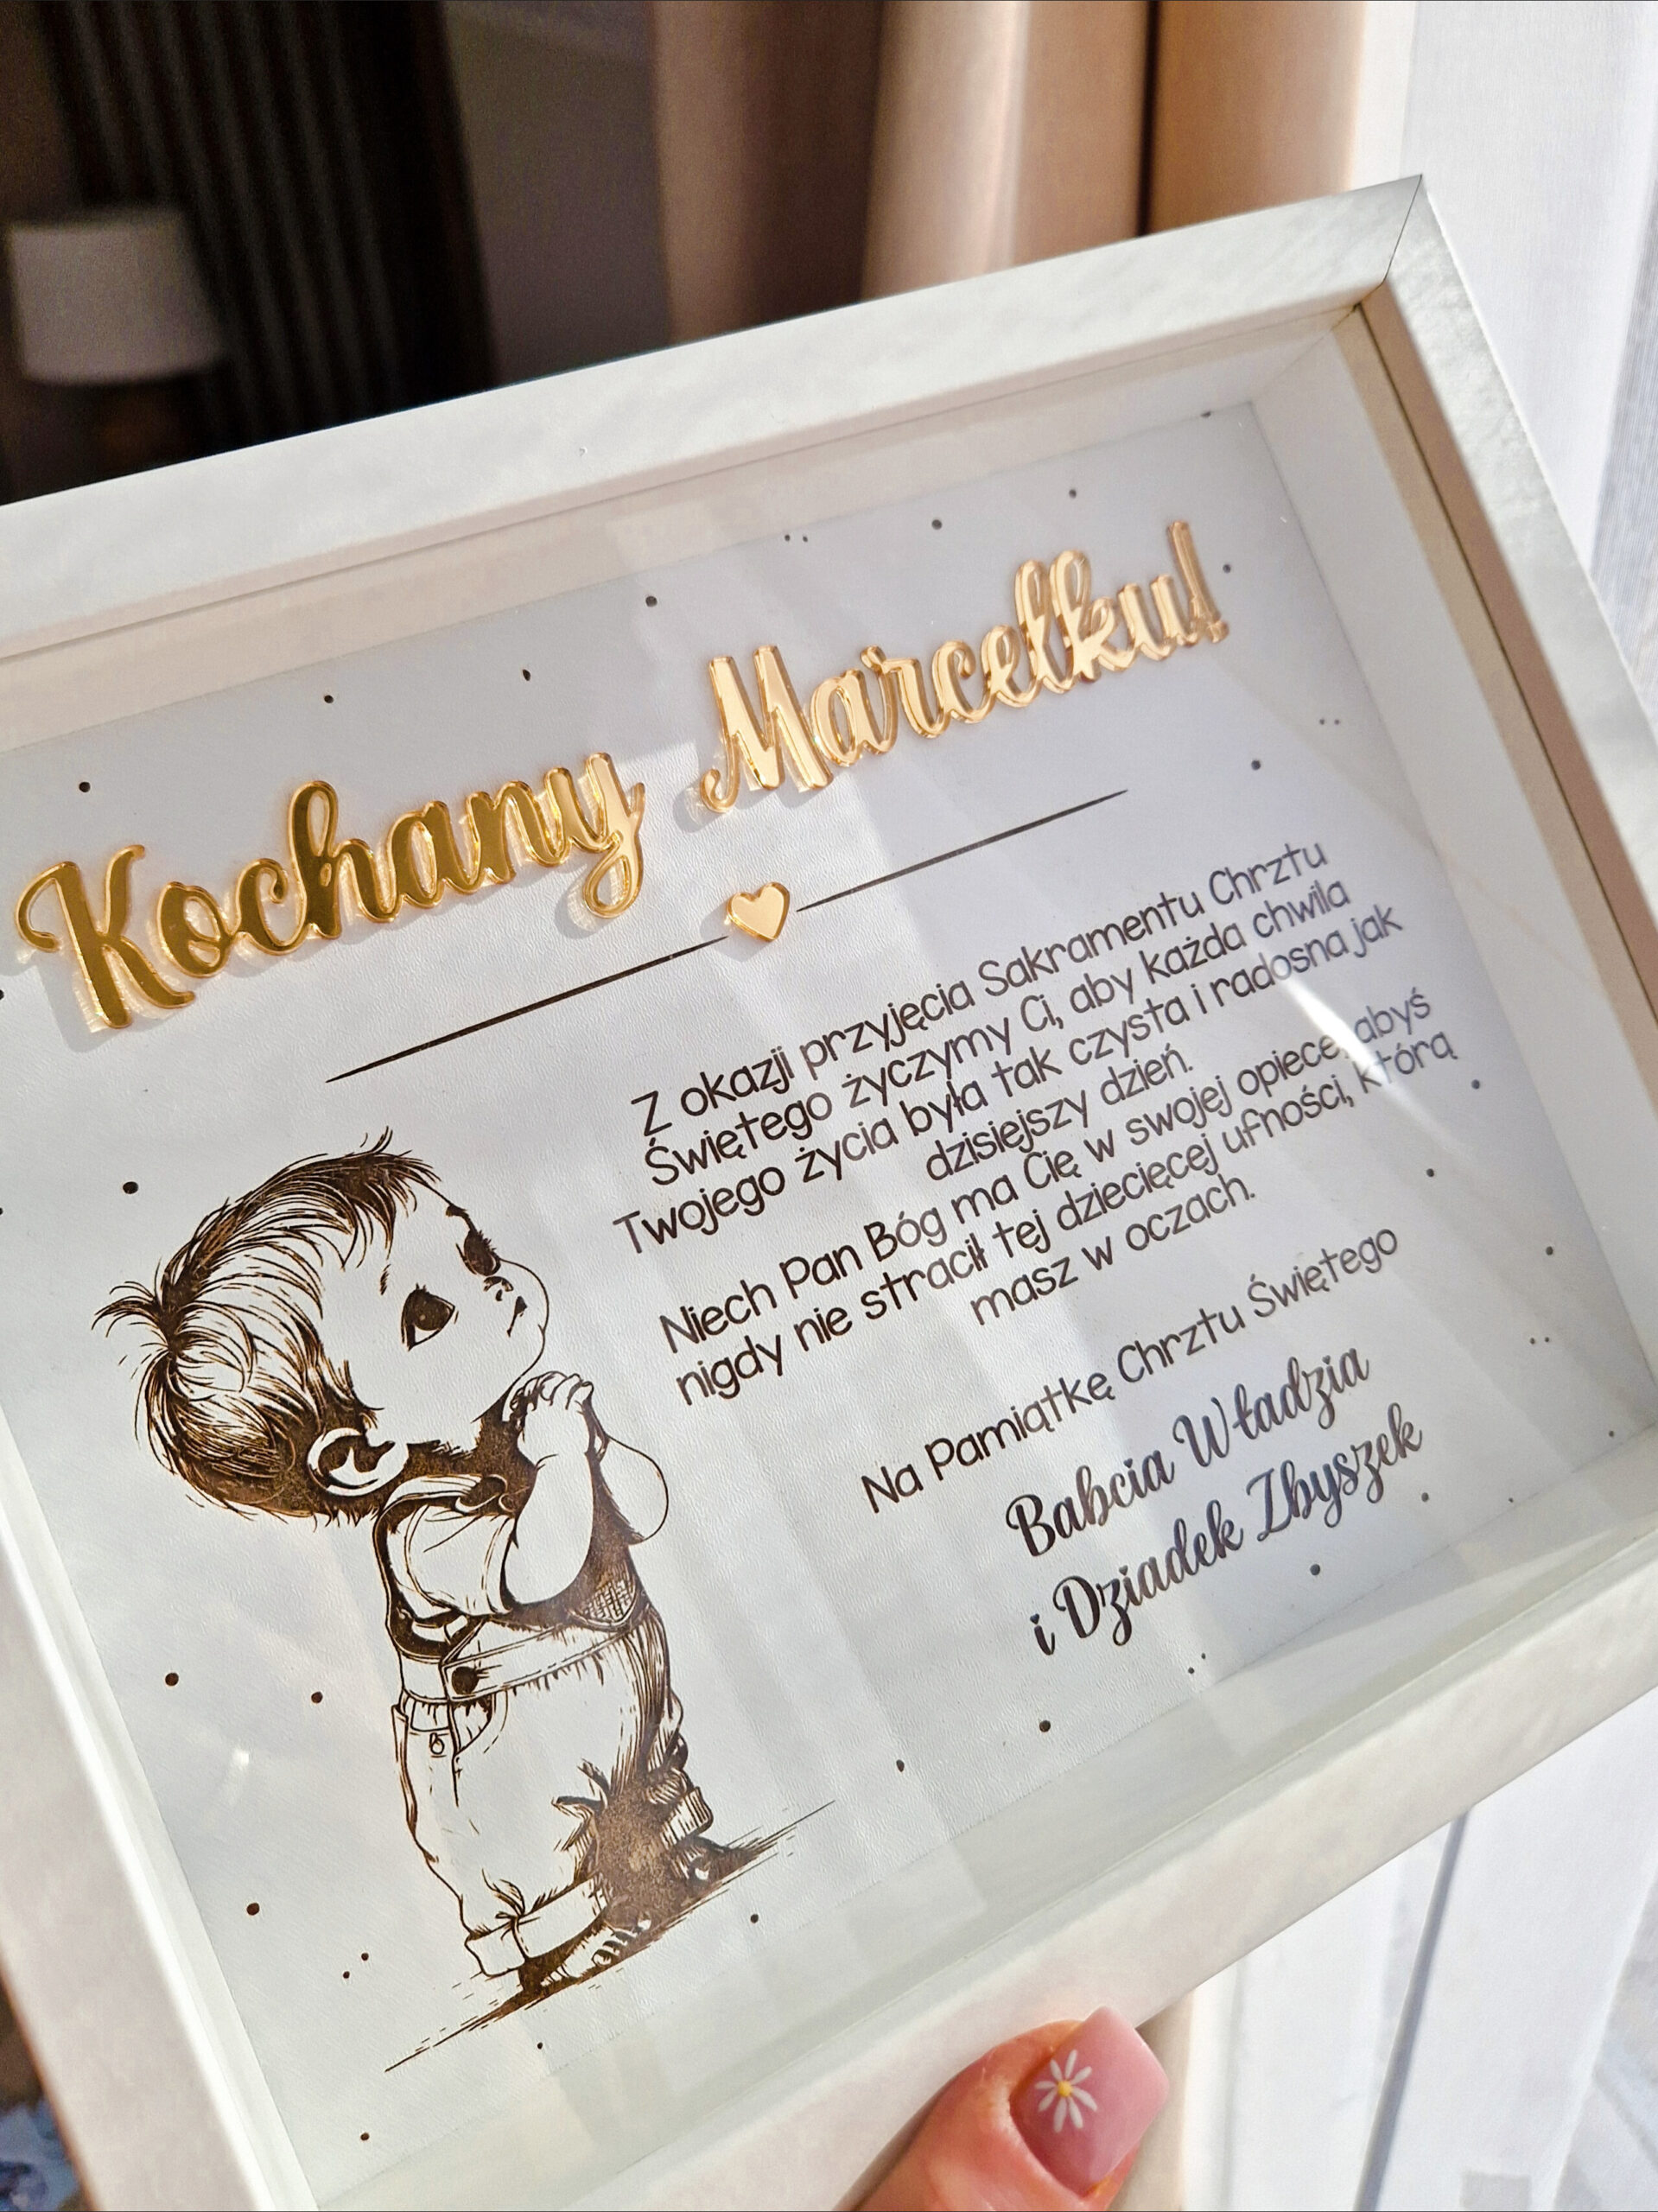 Kochany Marcelku!
Z okazji przyjęcia Sakramentu Chrztu
Świętego życzymy Ci, aby każda chwila
Twojego życia była tak czysta i radosna jak
dzisiejszy dzień.
Niech Pan Bóg ma Cię w swojej opiece, abyś
nigdy nie stracił tej dziecięcej ufności, którą
masz w oczach.
Na Pamiątkę Chrztu Świętego
Babcia Władzia
i Dziadek Zbyszek